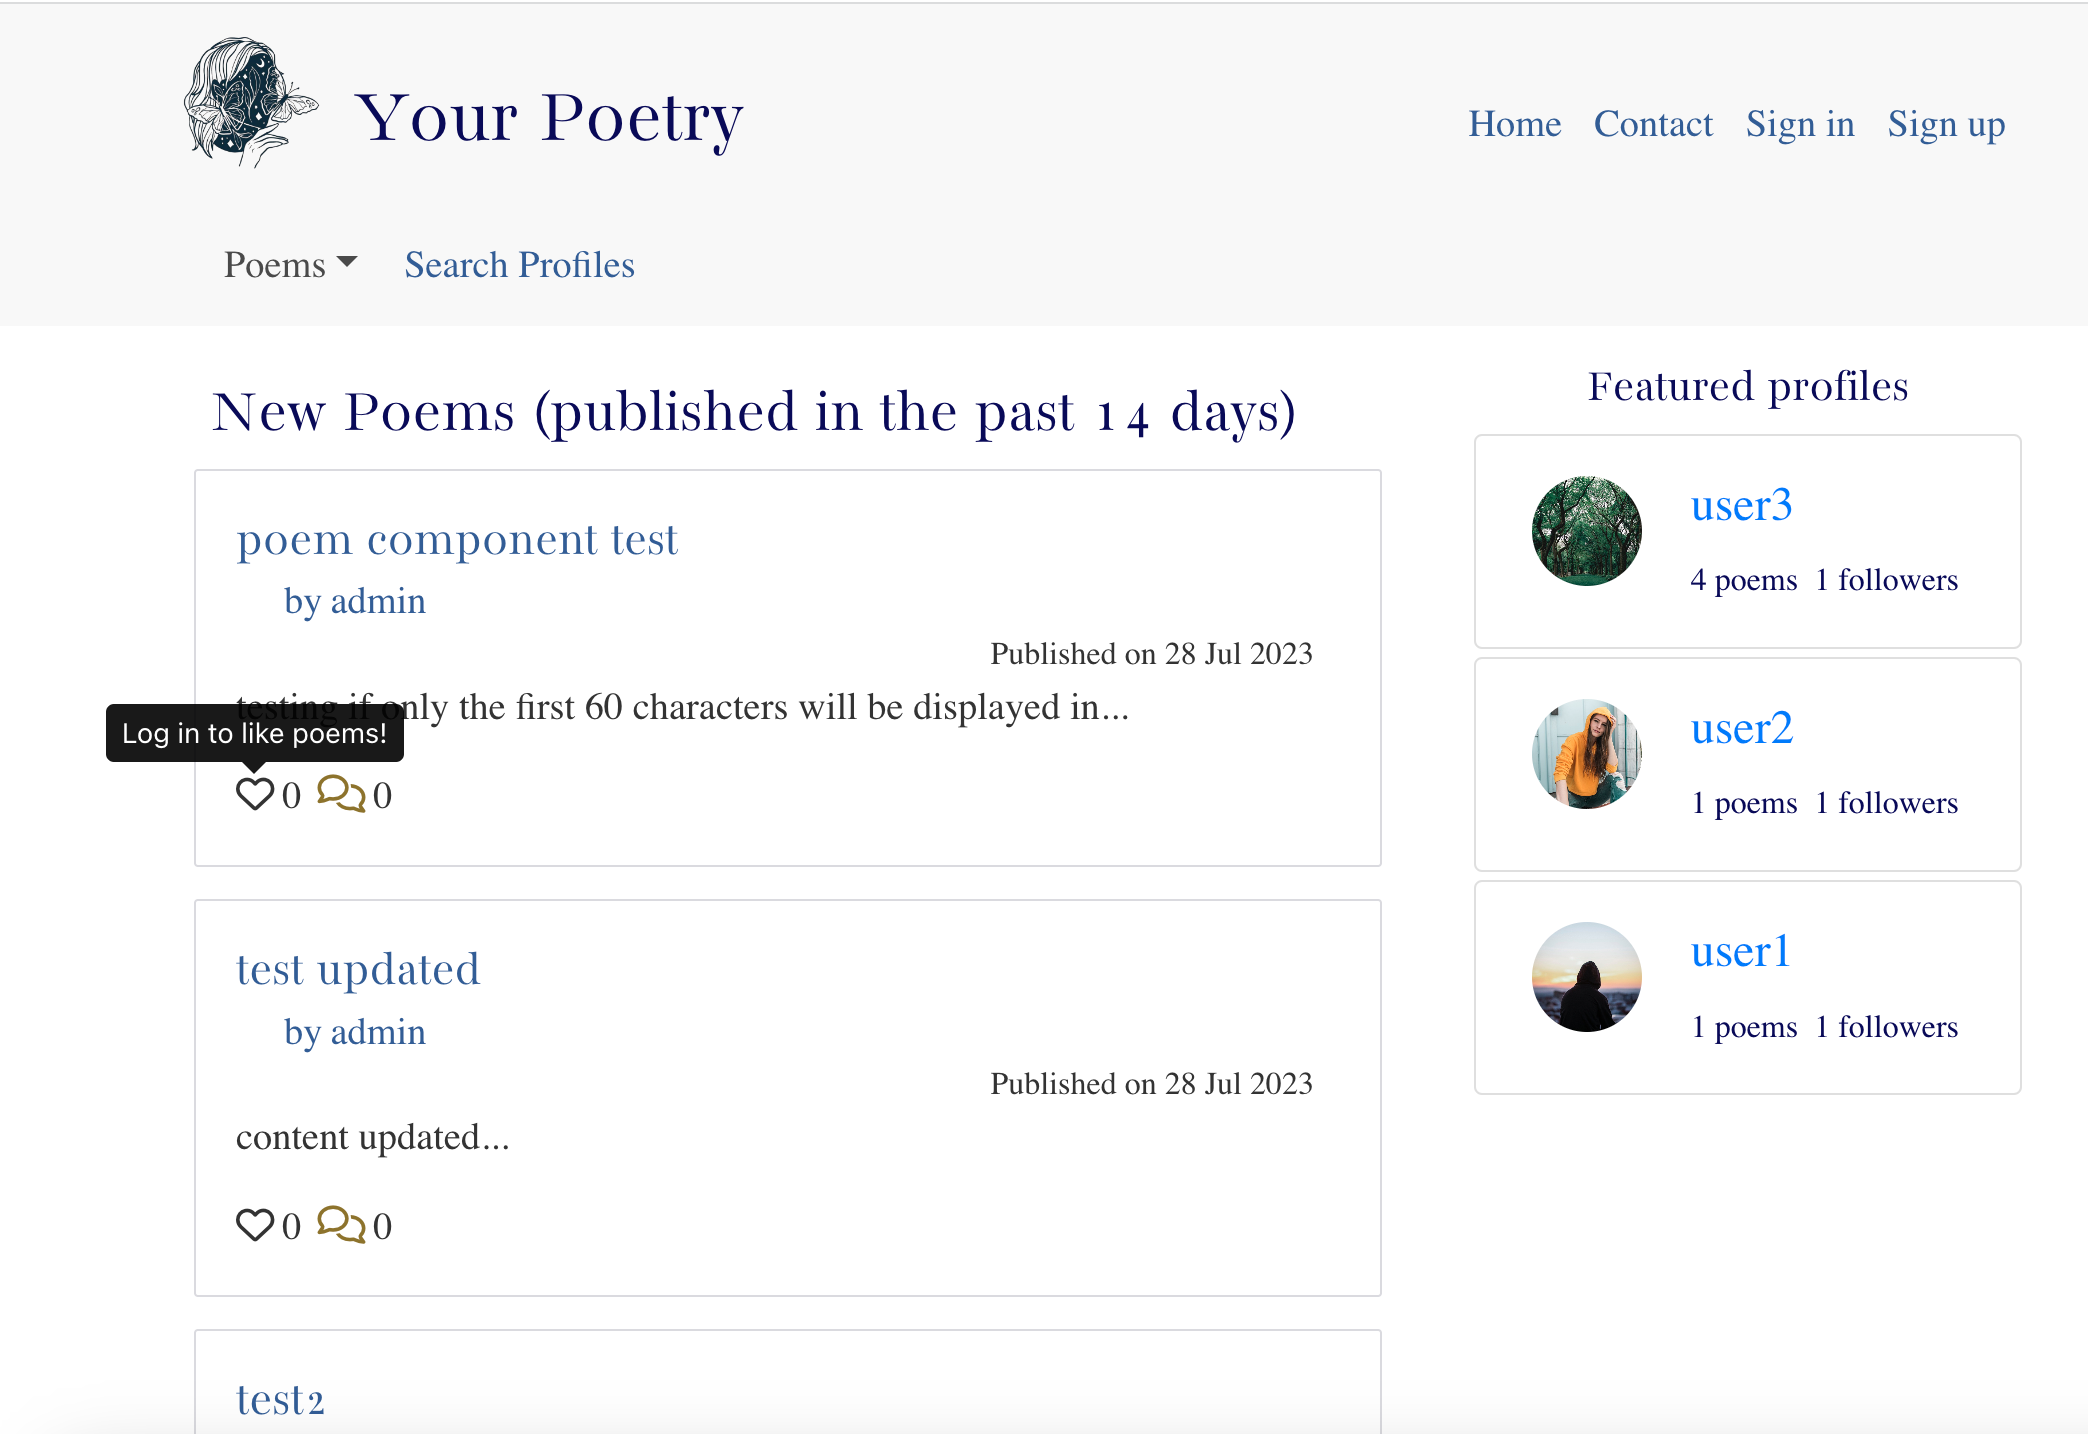 Your Poetry
Home Contact Sign in Sign up
Poems Search Profiles
New Poems (published in the past 14 days)
poem component test
by admin
Published on 28 Jul 2023
testing if only the first 60 characters will be displayed in...
Log in to like poems!
0 0
test updated
by admin
Published on 28 Jul 2023
content updated...
0 0
test2
Featured profiles
user3
4 poems 1 followers
user2
1 poems 1 followers
user1
1 poems 1 followers